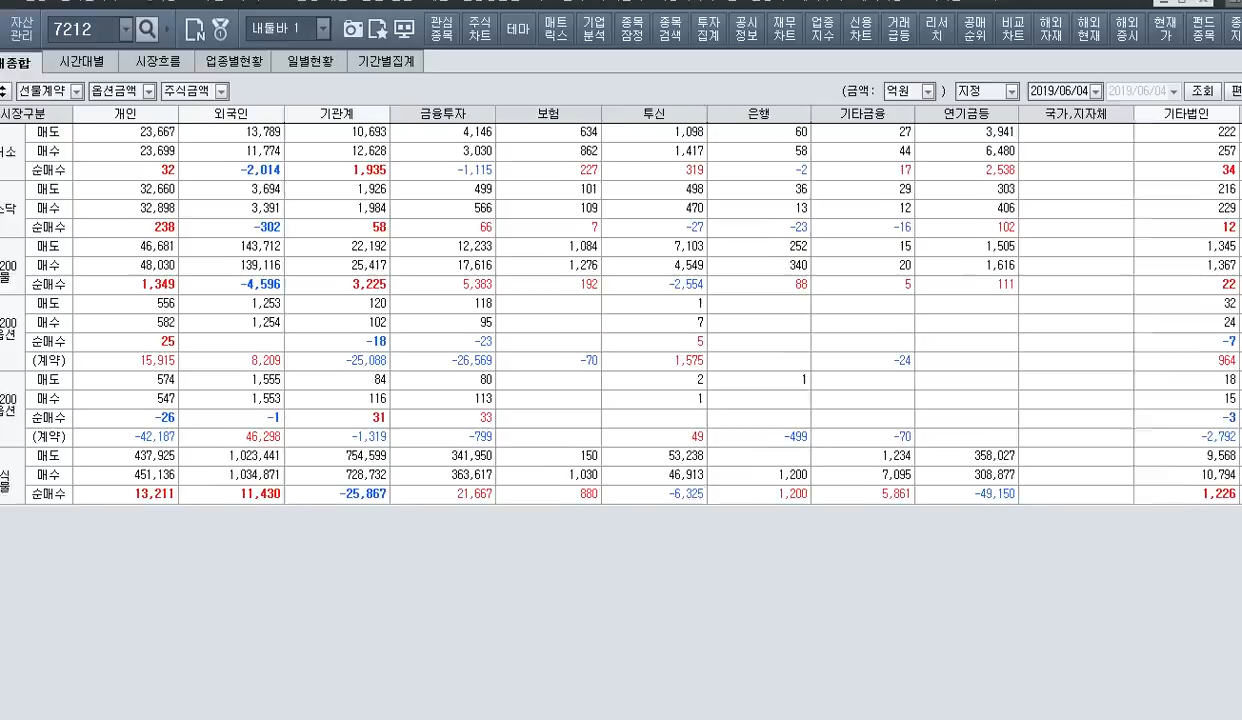 자산 관리 7212 내툴바 1 관심 종목 주식 차트 테마 매트 릭스 기업 분석 종목 잠정 종목 검색 투자 집계 공시 정보 재무 차트 업종 지수 신용 차트 거래 급등 리서 치 공매 순위 비교 차트 해외 자재 해외 현재 해외 증시 현재 가 펀드 종목
매종합 시간대별 시장흐름 업종별현황 일별현황 기간별집계
선물계약 옵션금액 주식금액 (금액: 억원 ) 지정 2019/06/04 2019/06/04 조회
시장구분 개인 외국인 기관계 금융투자 보험 투신 은행 기타금융 연기금등 국가,지자체 기타법인
매도 23,667 13,789 10,693 4,146 634 1,098 60 27 3,941 222
매수 23,699 11,774 12,628 3,030 862 1,417 58 44 6,480 257
순매수 32 -2,014 1,935 -1,115 227 319 -2 17 2,538 34
매도 32,660 3,694 1,926 499 101 498 36 29 303 216
매수 32,898 3,391 1,984 566 109 470 13 12 406 229
순매수 238 -302 58 66 7 -27 -23 -16 102 12
매도 46,681 143,712 22,192 12,233 1,084 7,103 252 15 1,505 1,345
200 매수 48,030 139,116 25,417 17,616 1,276 4,549 340 20 1,616 1,367
물 순매수 1,349 -4,596 3,225 5,383 192 -2,554 88 5 111 22
매도 556 1,253 120 118 1 32
200 매수 582 1,254 102 95 7 24
옵션 순매수 25 -18 -23 5 -7
(계약) 15,915 8,209 -25,088 -26,569 -70 1,575 -24 964
매도 574 1,555 84 80 2 1 18
200 매수 547 1,553 116 113 1 15
옵션 순매수 -26 -1 31 33 -3
(계약) -42,187 46,298 -1,319 -799 49 -499 -70 -2,792
매도 437,925 1,023,441 754,599 341,950 150 53,238 1,234 358,027 9,568
식 매수 451,136 1,034,871 728,732 363,617 1,030 46,913 1,200 7,095 308,877 10,794
물 순매수 13,211 11,430 -25,867 21,667 880 -6,325 1,200 5,861 -49,150 1,226